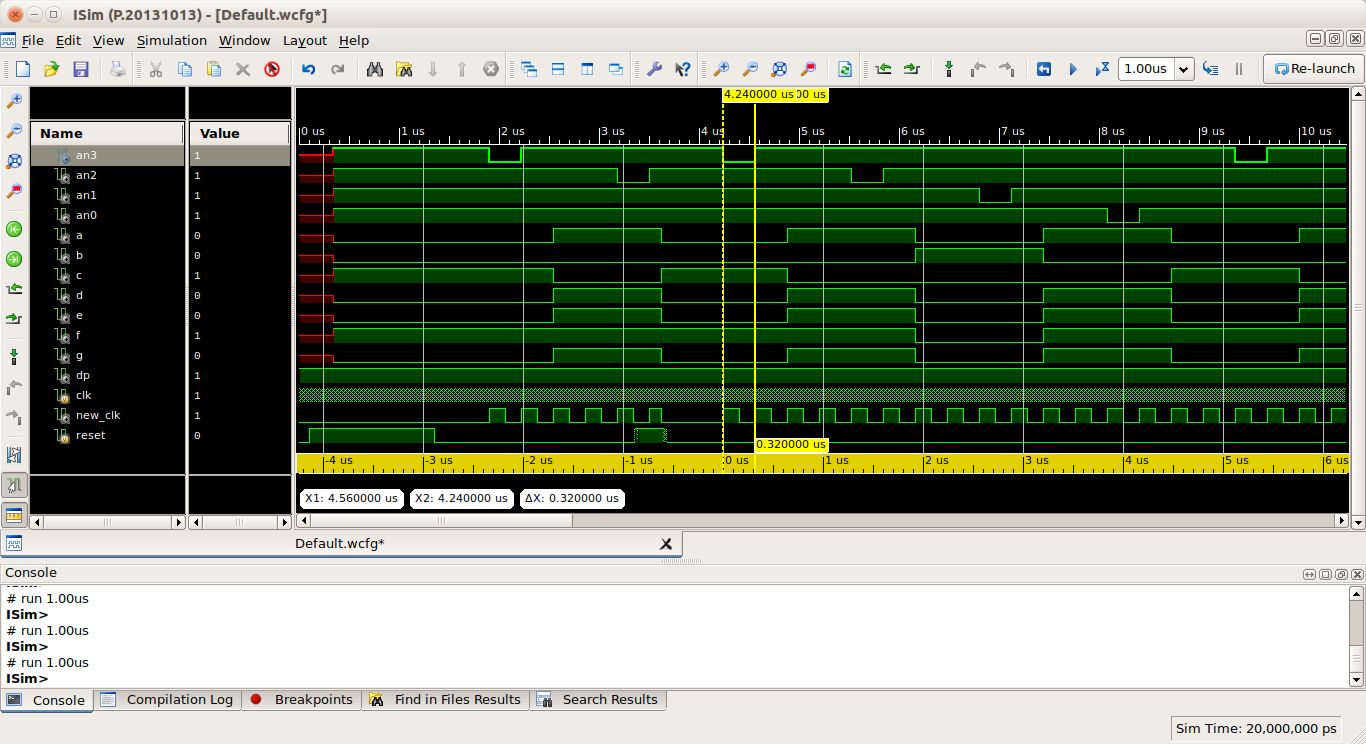 ISim (P.20131013) - [Default.wcfg*]
File Edit View Simulation Window Layout Help
1.00us Re-launch
4.240000 us 00 us
Name Value
0 us 1 us 2 us 3 us 4 us 5 us 6 us 7 us 8 us 9 us 10 us
an3 1
an2 1
an1 1
an0 1
a 0
b 0
c 1
d 0
e 0
f 1
g 0
dp 1
clk 1
new_clk 1
reset 0
0.320000 us
-4 us -3 us -2 us -1 us 0 us 1 us 2 us 3 us 4 us 5 us 6 us
X1: 4.560000 us X2: 4.240000 us ΔX: 0.320000 us
Default.wcfg*
Console
# run 1.00us
ISim>
# run 1.00us
ISim>
# run 1.00us
ISim>
Console Compilation Log Breakpoints Find in Files Results Search Results
Sim Time: 20,000,000 ps